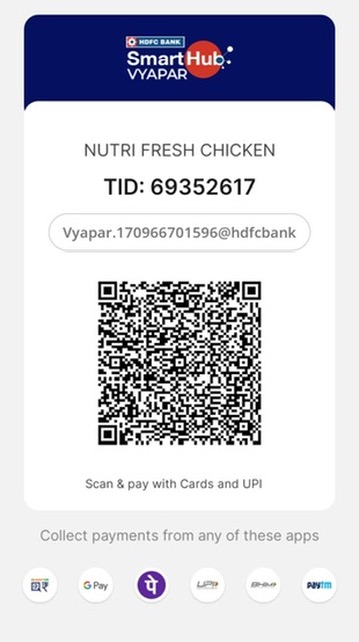 HDFC BANK
SmartHub
VYAPAR
NUTRI FRESH CHICKEN
TID: 69352617
Vyapar.170966701596@hdfcbank
Scan & pay with Cards and UPI
Collect payments from any of these apps
G Pay
पे
UPI
BHIM
paytm